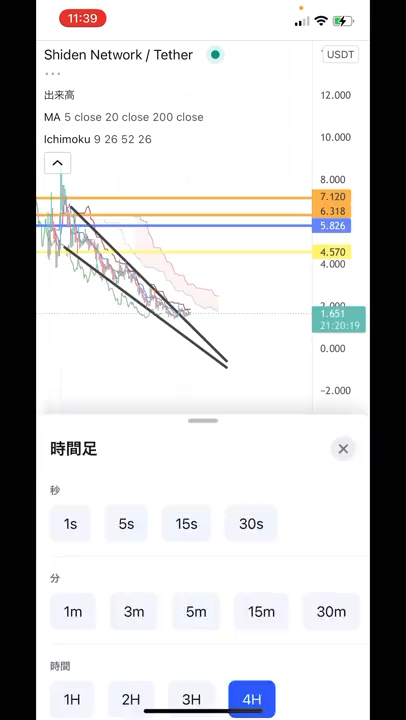 11:39
Shiden Network / Tether
USDT
出来高
MA 5 close 20 close 200 close
Ichimoku 9 26 52 26
12.000
10.000
8.000
7.120
6.318
5.826
4.570
4.000
2.000
1.651
21:20:19
0.000
−2.000
時間足
秒
1s 5s 15s 30s
分
1m 3m 5m 15m 30m
時間
1H 2H 3H 4H